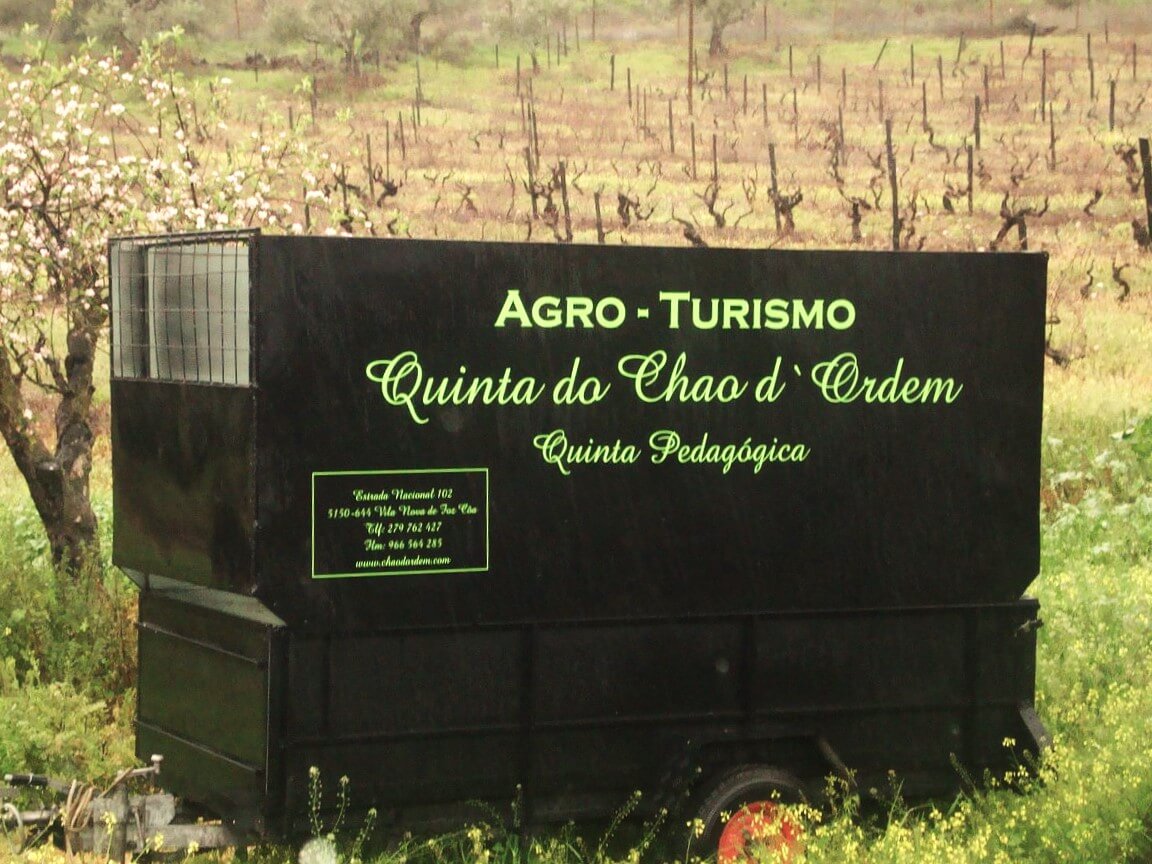 AGRO - TURISMO
Quinta do Chao d`Ordem
Quinta Pedagógica
Estrada Nacional 102
5150-644 Vila Nova de Foz Côa
Tlf: 279 762 427
Tlm: 966 564 285
www.chaodordem.com